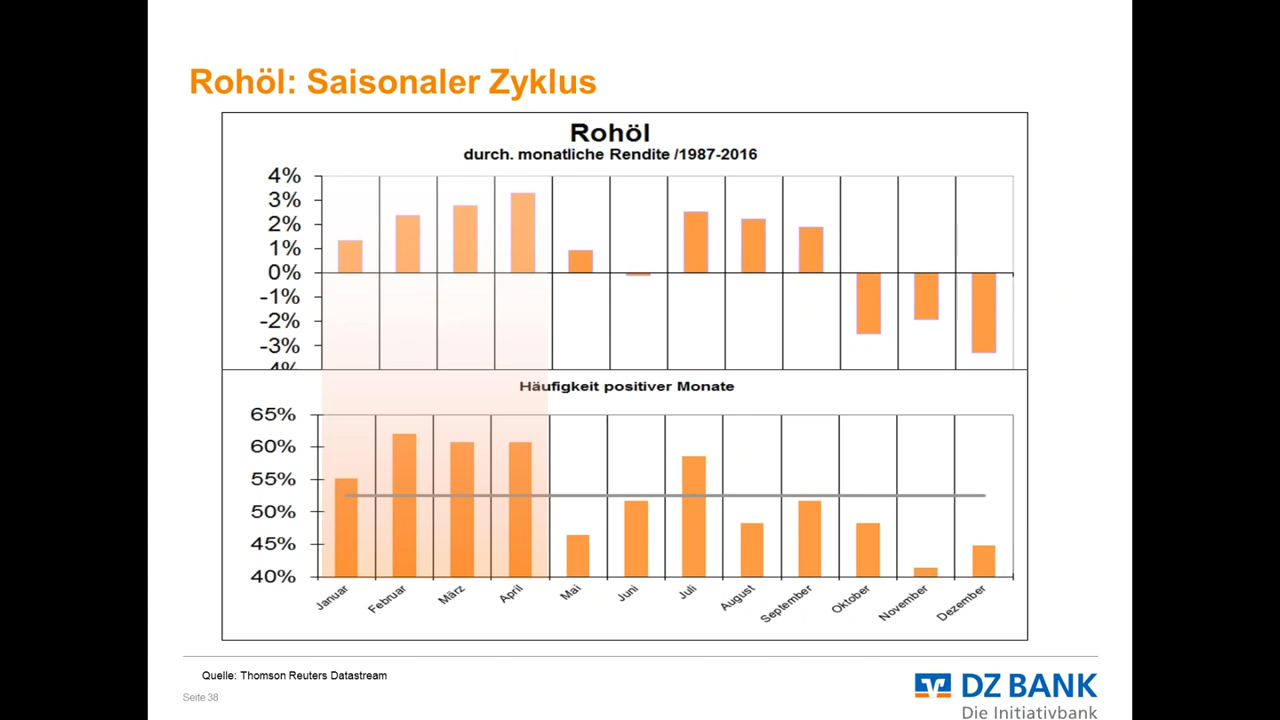 Rohöl: Saisonaler Zyklus
Rohöl
durch. monatliche Rendite /1987-2016
4%
3%
2%
1%
0%
-1%
-2%
-3%
Häufigkeit positiver Monate
65%
60%
55%
50%
45%
40%
Januar Februar März April Mai Juni Juli August September Oktober November Dezember
Quelle: Thomson Reuters Datastream
Seite 38
DZ BANK
Die Initiativbank